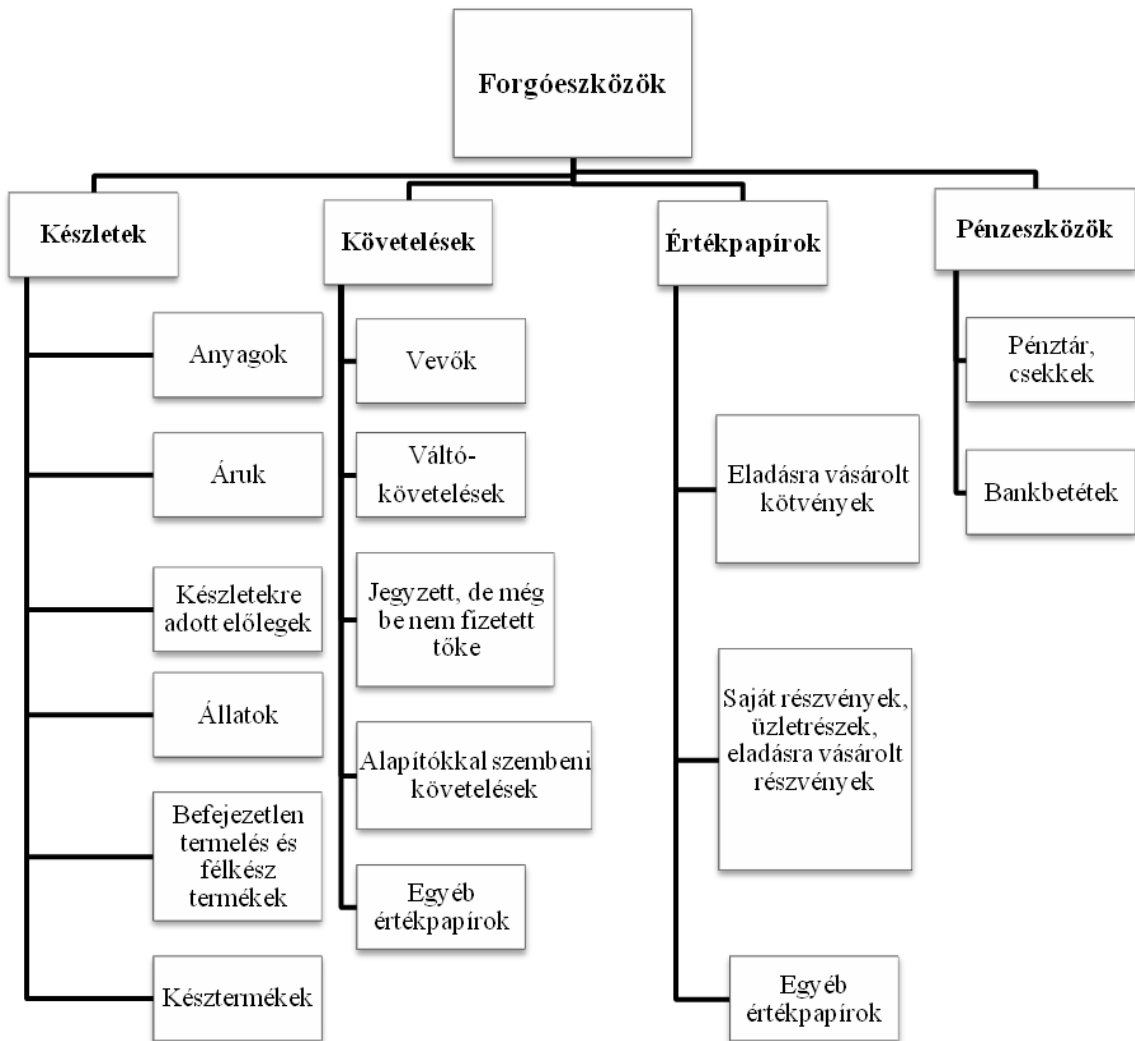 Forgóeszközök
Készletek
Követelések
Értékpapírok
Pénzeszközök
Anyagok
Áruk
Készletekre
adott előlegek
Állatok
Befejezetlen
termelés és
félkész
termékek
Késztermékek
Vevők
Váltó-
követelések
Jegyzett, de még
be nem fizetett
tőke
Alapítókkal szembeni
követelések
Egyéb
értékpapírok
Eladásra vásárolt
kötvények
Saját részvények,
üzletrészek,
eladásra vásárolt
részvények
Egyéb
értékpapírok
Pénztár,
csekkek
Bankbetétek